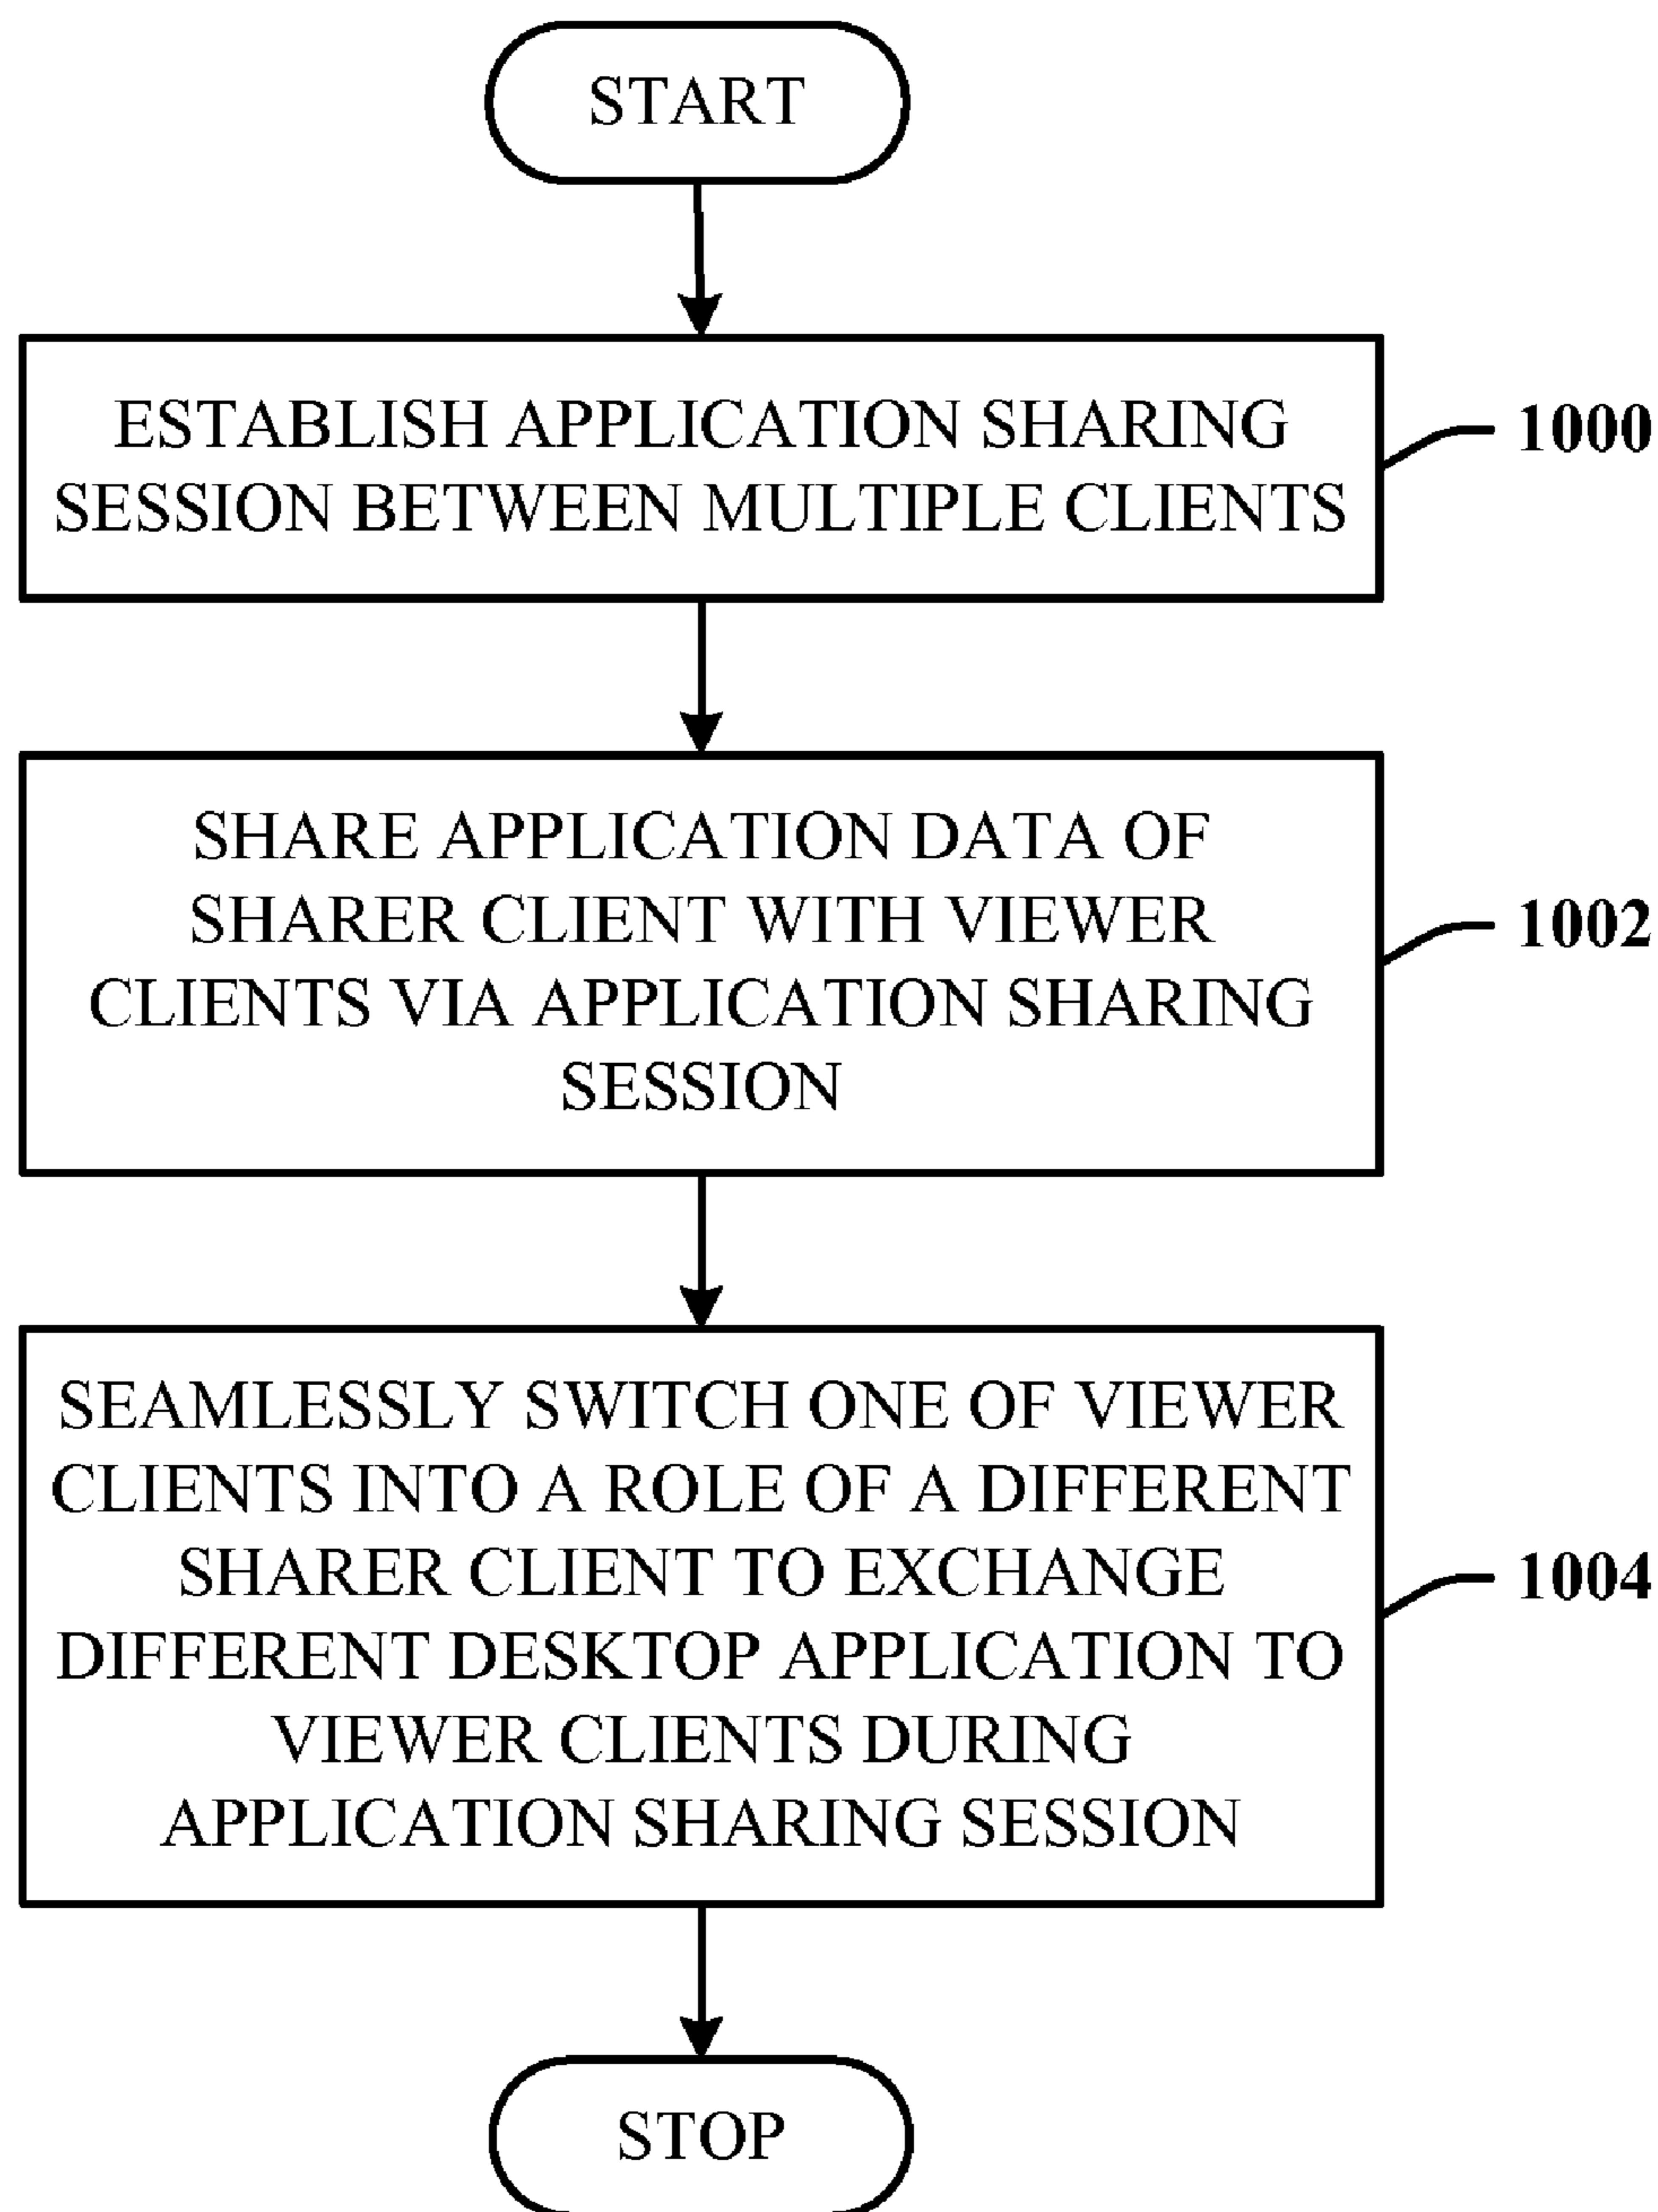 START
ESTABLISH APPLICATION SHARING
SESSION BETWEEN MULTIPLE CLIENTS
1000
SHARE APPLICATION DATA OF
SHARER CLIENT WITH VIEWER
CLIENTS VIA APPLICATION SHARING
SESSION
1002
SEAMLESSLY SWITCH ONE OF VIEWER
CLIENTS INTO A ROLE OF A DIFFERENT
SHARER CLIENT TO EXCHANGE
DIFFERENT DESKTOP APPLICATION TO
VIEWER CLIENTS DURING
APPLICATION SHARING SESSION
1004
STOP